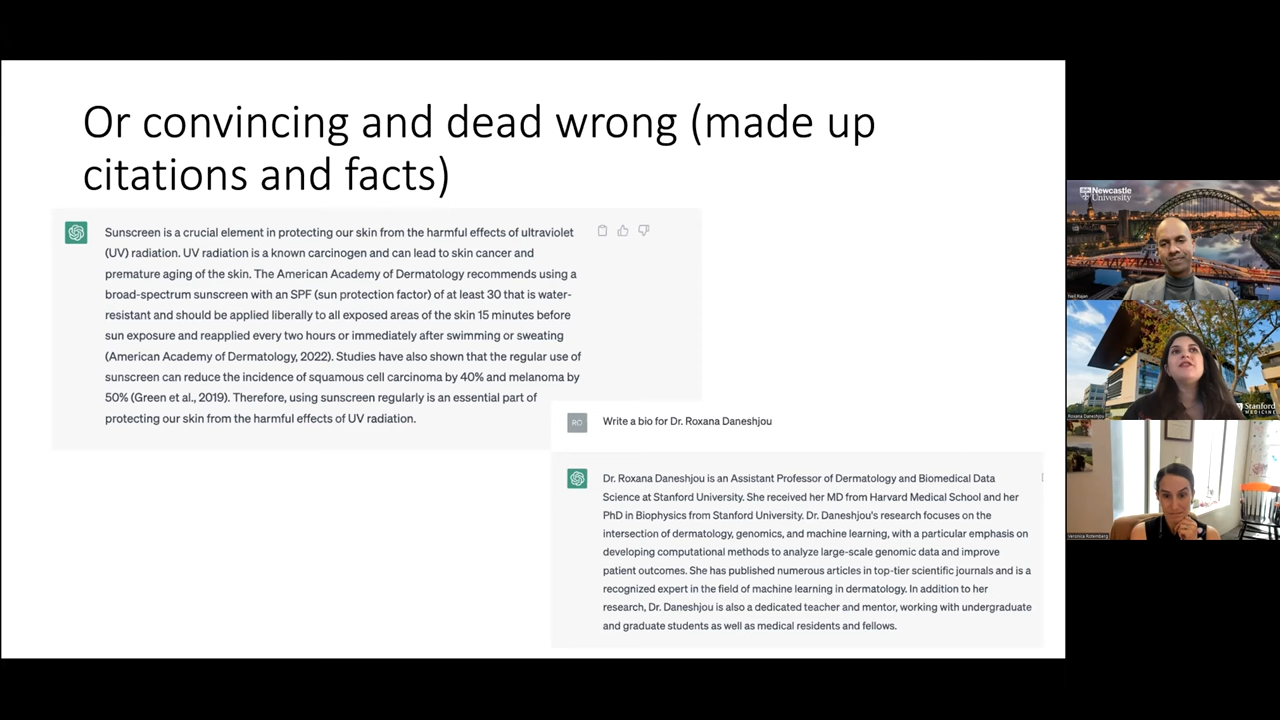 Or convincing and dead wrong (made up
citations and facts)
Sunscreen is a crucial element in protecting our skin from the harmful effects of ultraviolet
(UV) radiation. UV radiation is a known carcinogen and can lead to skin cancer and
premature aging of the skin. The American Academy of Dermatology recommends using a
broad-spectrum sunscreen with an SPF (sun protection factor) of at least 30 that is water-
resistant and should be applied liberally to all exposed areas of the skin 15 minutes before
sun exposure and reapplied every two hours or immediately after swimming or sweating
(American Academy of Dermatology, 2022). Studies have also shown that the regular use of
sunscreen can reduce the incidence of squamous cell carcinoma by 40% and melanoma by
50% (Green et al., 2019). Therefore, using sunscreen regularly is an essential part of
protecting our skin from the harmful effects of UV radiation.
RO
Write a bio for Dr. Roxana Daneshjou
Dr. Roxana Daneshjou is an Assistant Professor of Dermatology and Biomedical Data
Science at Stanford University. She received her MD from Harvard Medical School and her
PhD in Biophysics from Stanford University. Dr. Daneshjou's research focuses on the
intersection of dermatology, genomics, and machine learning, with a particular emphasis on
developing computational methods to analyze large-scale genomic data and improve
patient outcomes. She has published numerous articles in top-tier scientific journals and is a
recognized expert in the field of machine learning in dermatology. In addition to her
research, Dr. Daneshjou is also a dedicated teacher and mentor, working with undergraduate
and graduate students as well as medical residents and fellows.
Newcastle
University
Neil Rajan
Stanford
MEDICINE
Roxana Daneshjou
Veronica Rotemberg